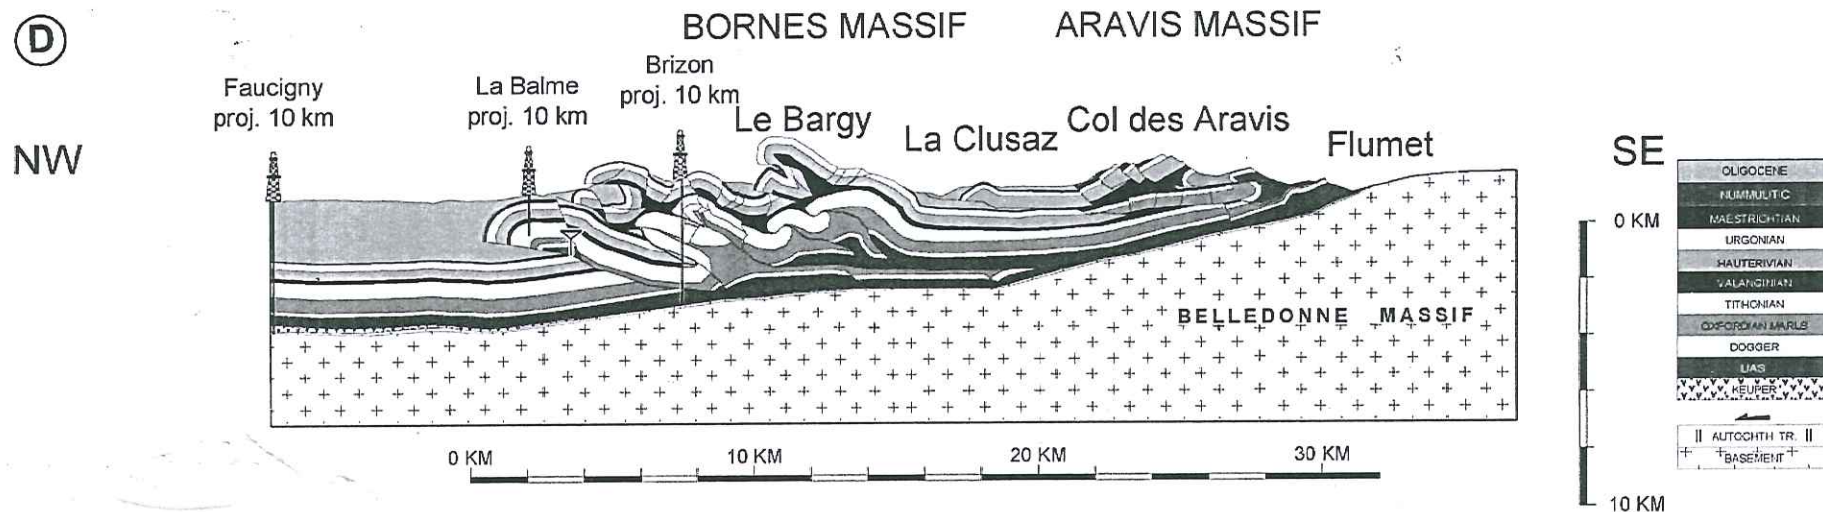 D
BORNES MASSIF ARAVIS MASSIF
Faucigny
proj. 10 km
La Balme
proj. 10 km
Brizon
proj. 10 km
Le Bargy
La Clusaz
Col des Aravis
Flumet
NW
SE
OLIGOCENE
NUMMULITIC
MAESTRICHTIAN
URGONIAN
HAUTERIVIAN
VALANGINIAN
TITHONIAN
OXFORDIAN MARLS
DOGGER
LIAS
KEUPER
AUTOCHTH TR.
BASEMENT
0 KM
10 KM
BELLEDONNE MASSIF
0 KM 10 KM 20 KM 30 KM